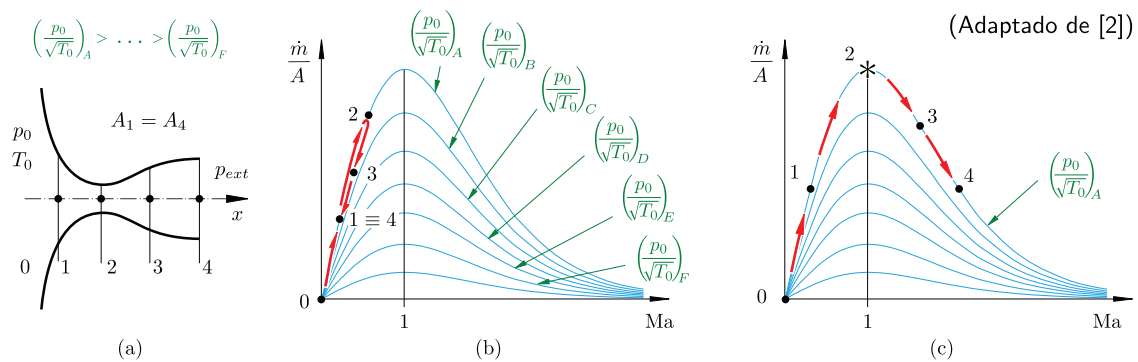 (Adaptado de [2])
(p₀/√T₀)_A > . . . > (p₀/√T₀)_F
p₀
T₀
A₁ = A₄
p_ext
x
0 1 2 3 4
(a)
ṁ/A
(p₀/√T₀)_A
(p₀/√T₀)_B
(p₀/√T₀)_C
(p₀/√T₀)_D
(p₀/√T₀)_E
(p₀/√T₀)_F
2
3
1 ≡ 4
0
1
Ma
(b)
ṁ/A
2
*
3
1
4
(p₀/√T₀)_A
0
1
Ma
(c)